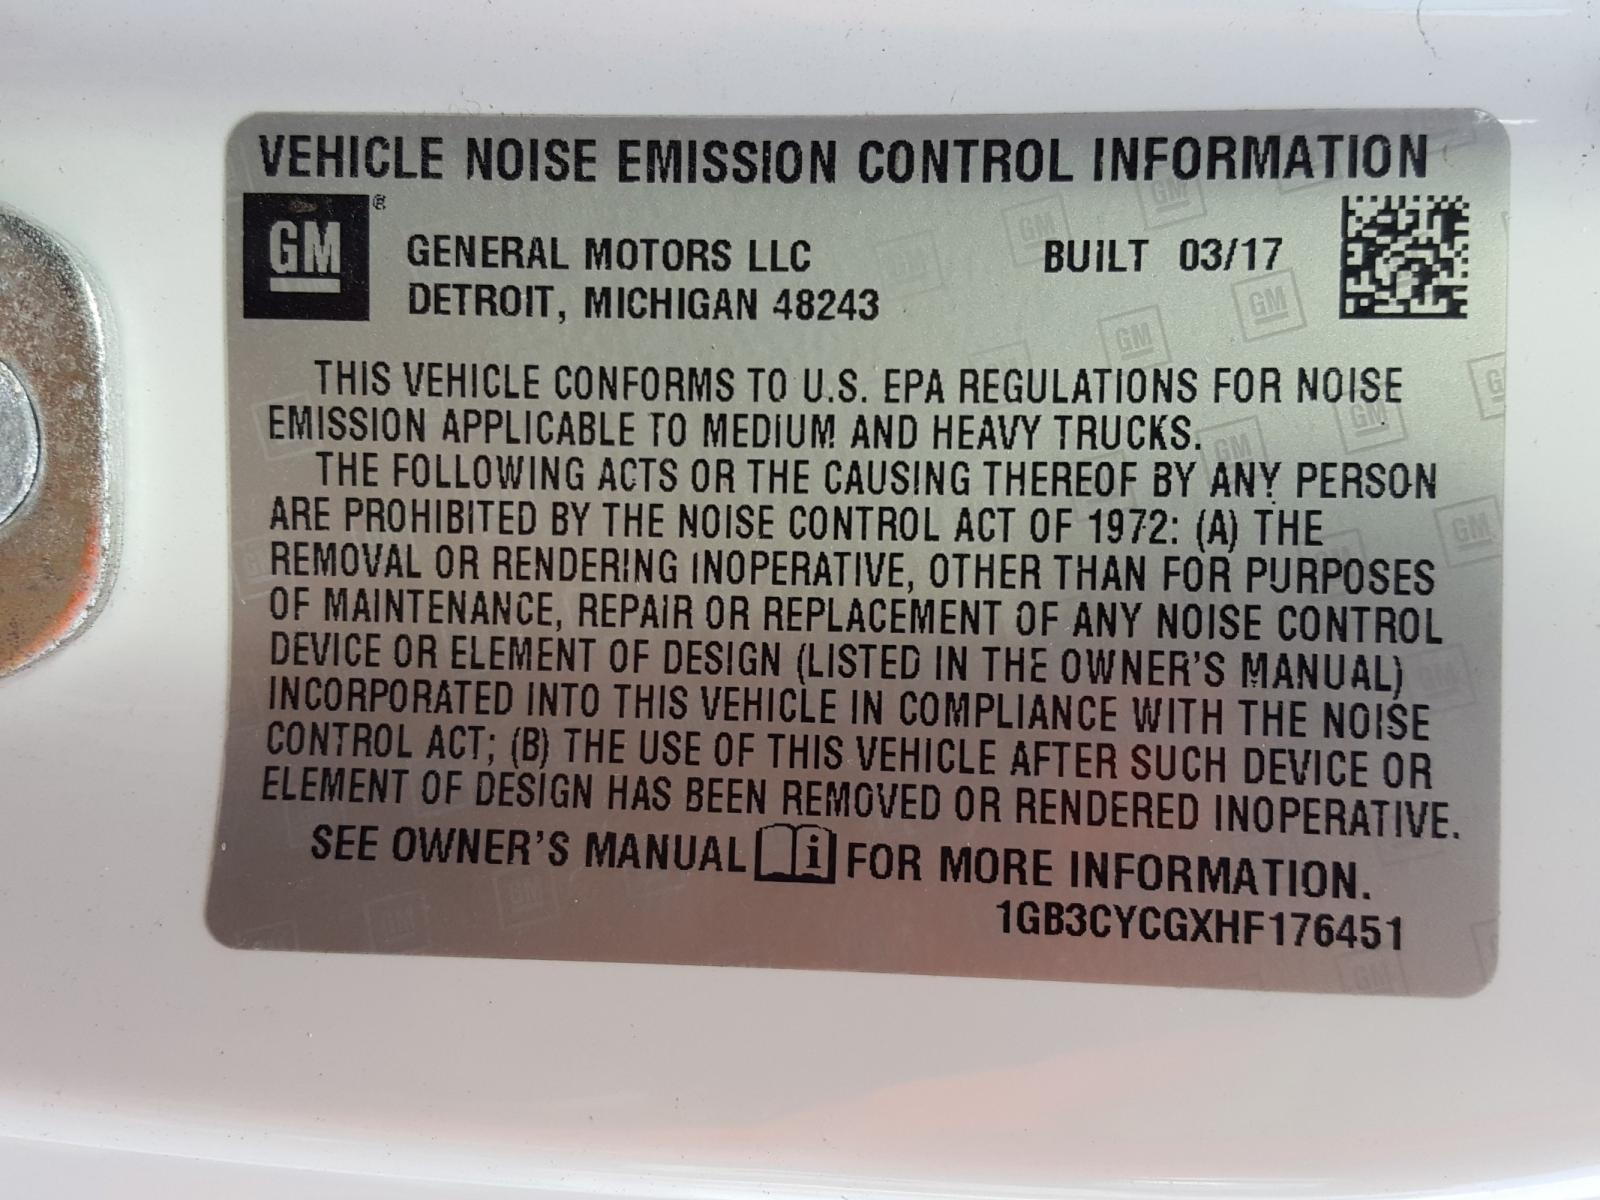 VEHICLE NOISE EMISSION CONTROL INFORMATION
GM ®
GENERAL MOTORS LLC BUILT 03/17
DETROIT, MICHIGAN 48243
THIS VEHICLE CONFORMS TO U.S. EPA REGULATIONS FOR NOISE
EMISSION APPLICABLE TO MEDIUM AND HEAVY TRUCKS.
THE FOLLOWING ACTS OR THE CAUSING THEREOF BY ANY PERSON
ARE PROHIBITED BY THE NOISE CONTROL ACT OF 1972: (A) THE
REMOVAL OR RENDERING INOPERATIVE, OTHER THAN FOR PURPOSES
OF MAINTENANCE, REPAIR OR REPLACEMENT OF ANY NOISE CONTROL
DEVICE OR ELEMENT OF DESIGN (LISTED IN THE OWNER'S MANUAL)
INCORPORATED INTO THIS VEHICLE IN COMPLIANCE WITH THE NOISE
CONTROL ACT; (B) THE USE OF THIS VEHICLE AFTER SUCH DEVICE OR
ELEMENT OF DESIGN HAS BEEN REMOVED OR RENDERED INOPERATIVE.
SEE OWNER'S MANUAL i FOR MORE INFORMATION.
1GB3CYCGXHF176451